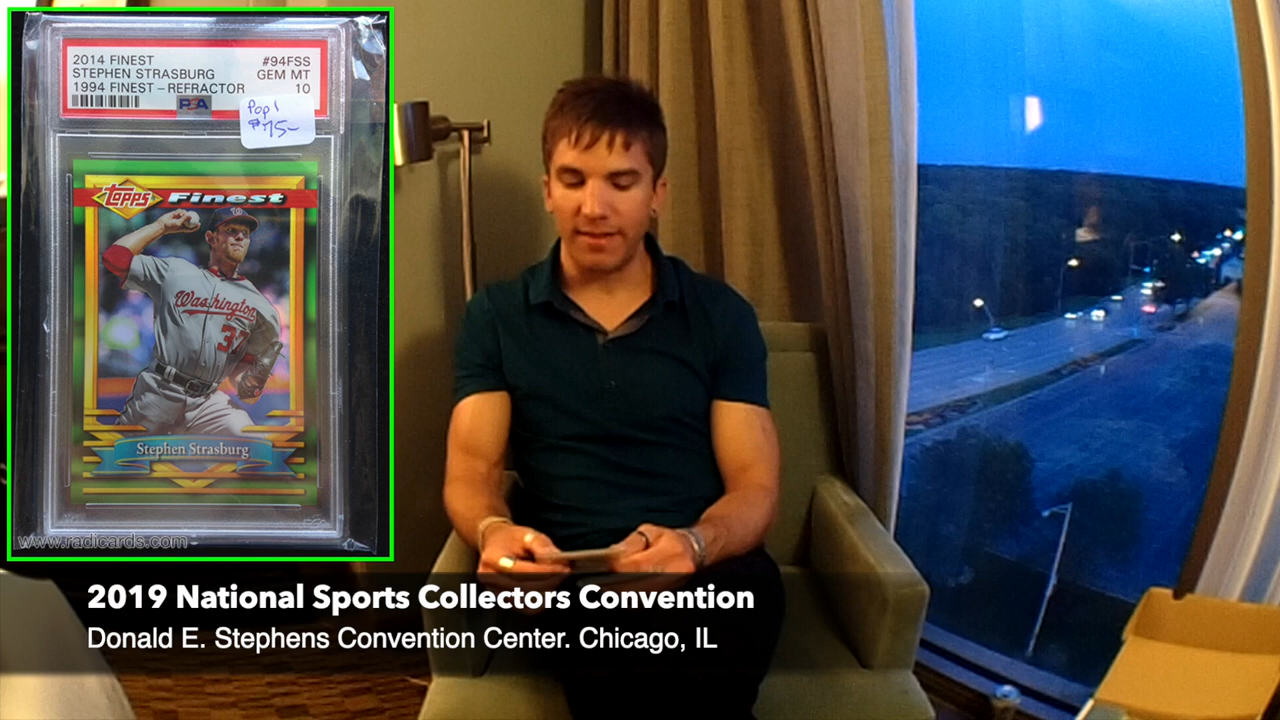 2014 FINEST #94FSS
STEPHEN STRASBURG GEM MT
1994 FINEST - REFRACTOR 10
PSA
Pop 1
$75-
Topps Finest
Washington
37
Stephen Strasburg
www.radicards.com
2019 National Sports Collectors Convention
Donald E. Stephens Convention Center. Chicago, IL